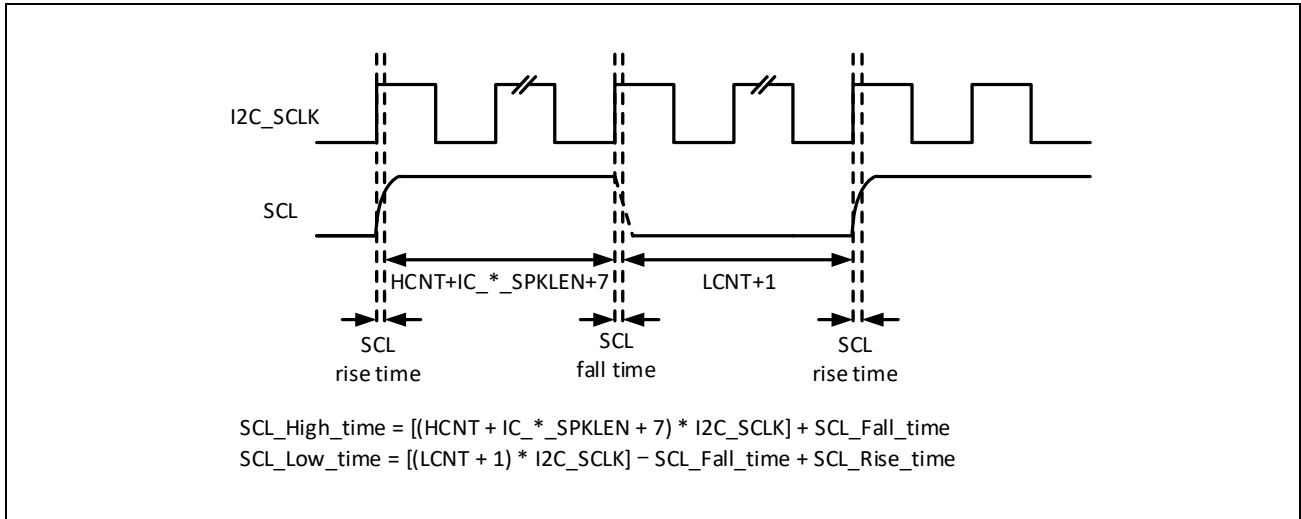 I2C_SCLK
SCL
HCNT+IC_*_SPKLEN+7
LCNT+1
SCL
rise time
SCL
fall time
SCL
rise time
SCL_High_time = [(HCNT + IC_*_SPKLEN + 7) * I2C_SCLK] + SCL_Fall_time
SCL_Low_time = [(LCNT + 1) * I2C_SCLK] − SCL_Fall_time + SCL_Rise_time